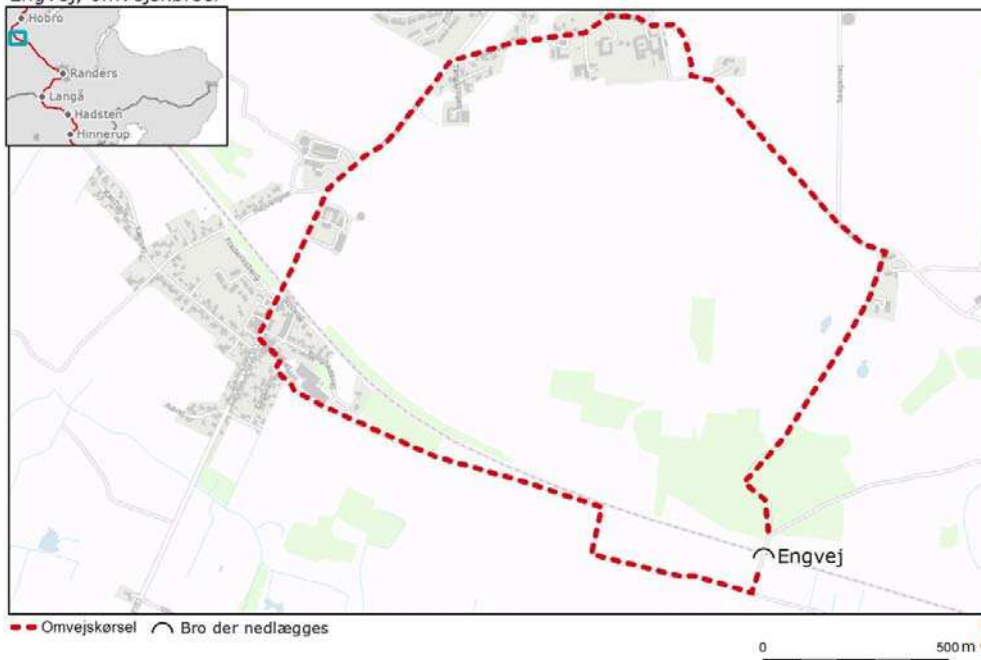 Engvej, omvejskørsel
Hobro
Randers
Langå
Hadsten
Hinnerup
Engvej
Omvejskørsel
Bro der nedlægges
0
500 m